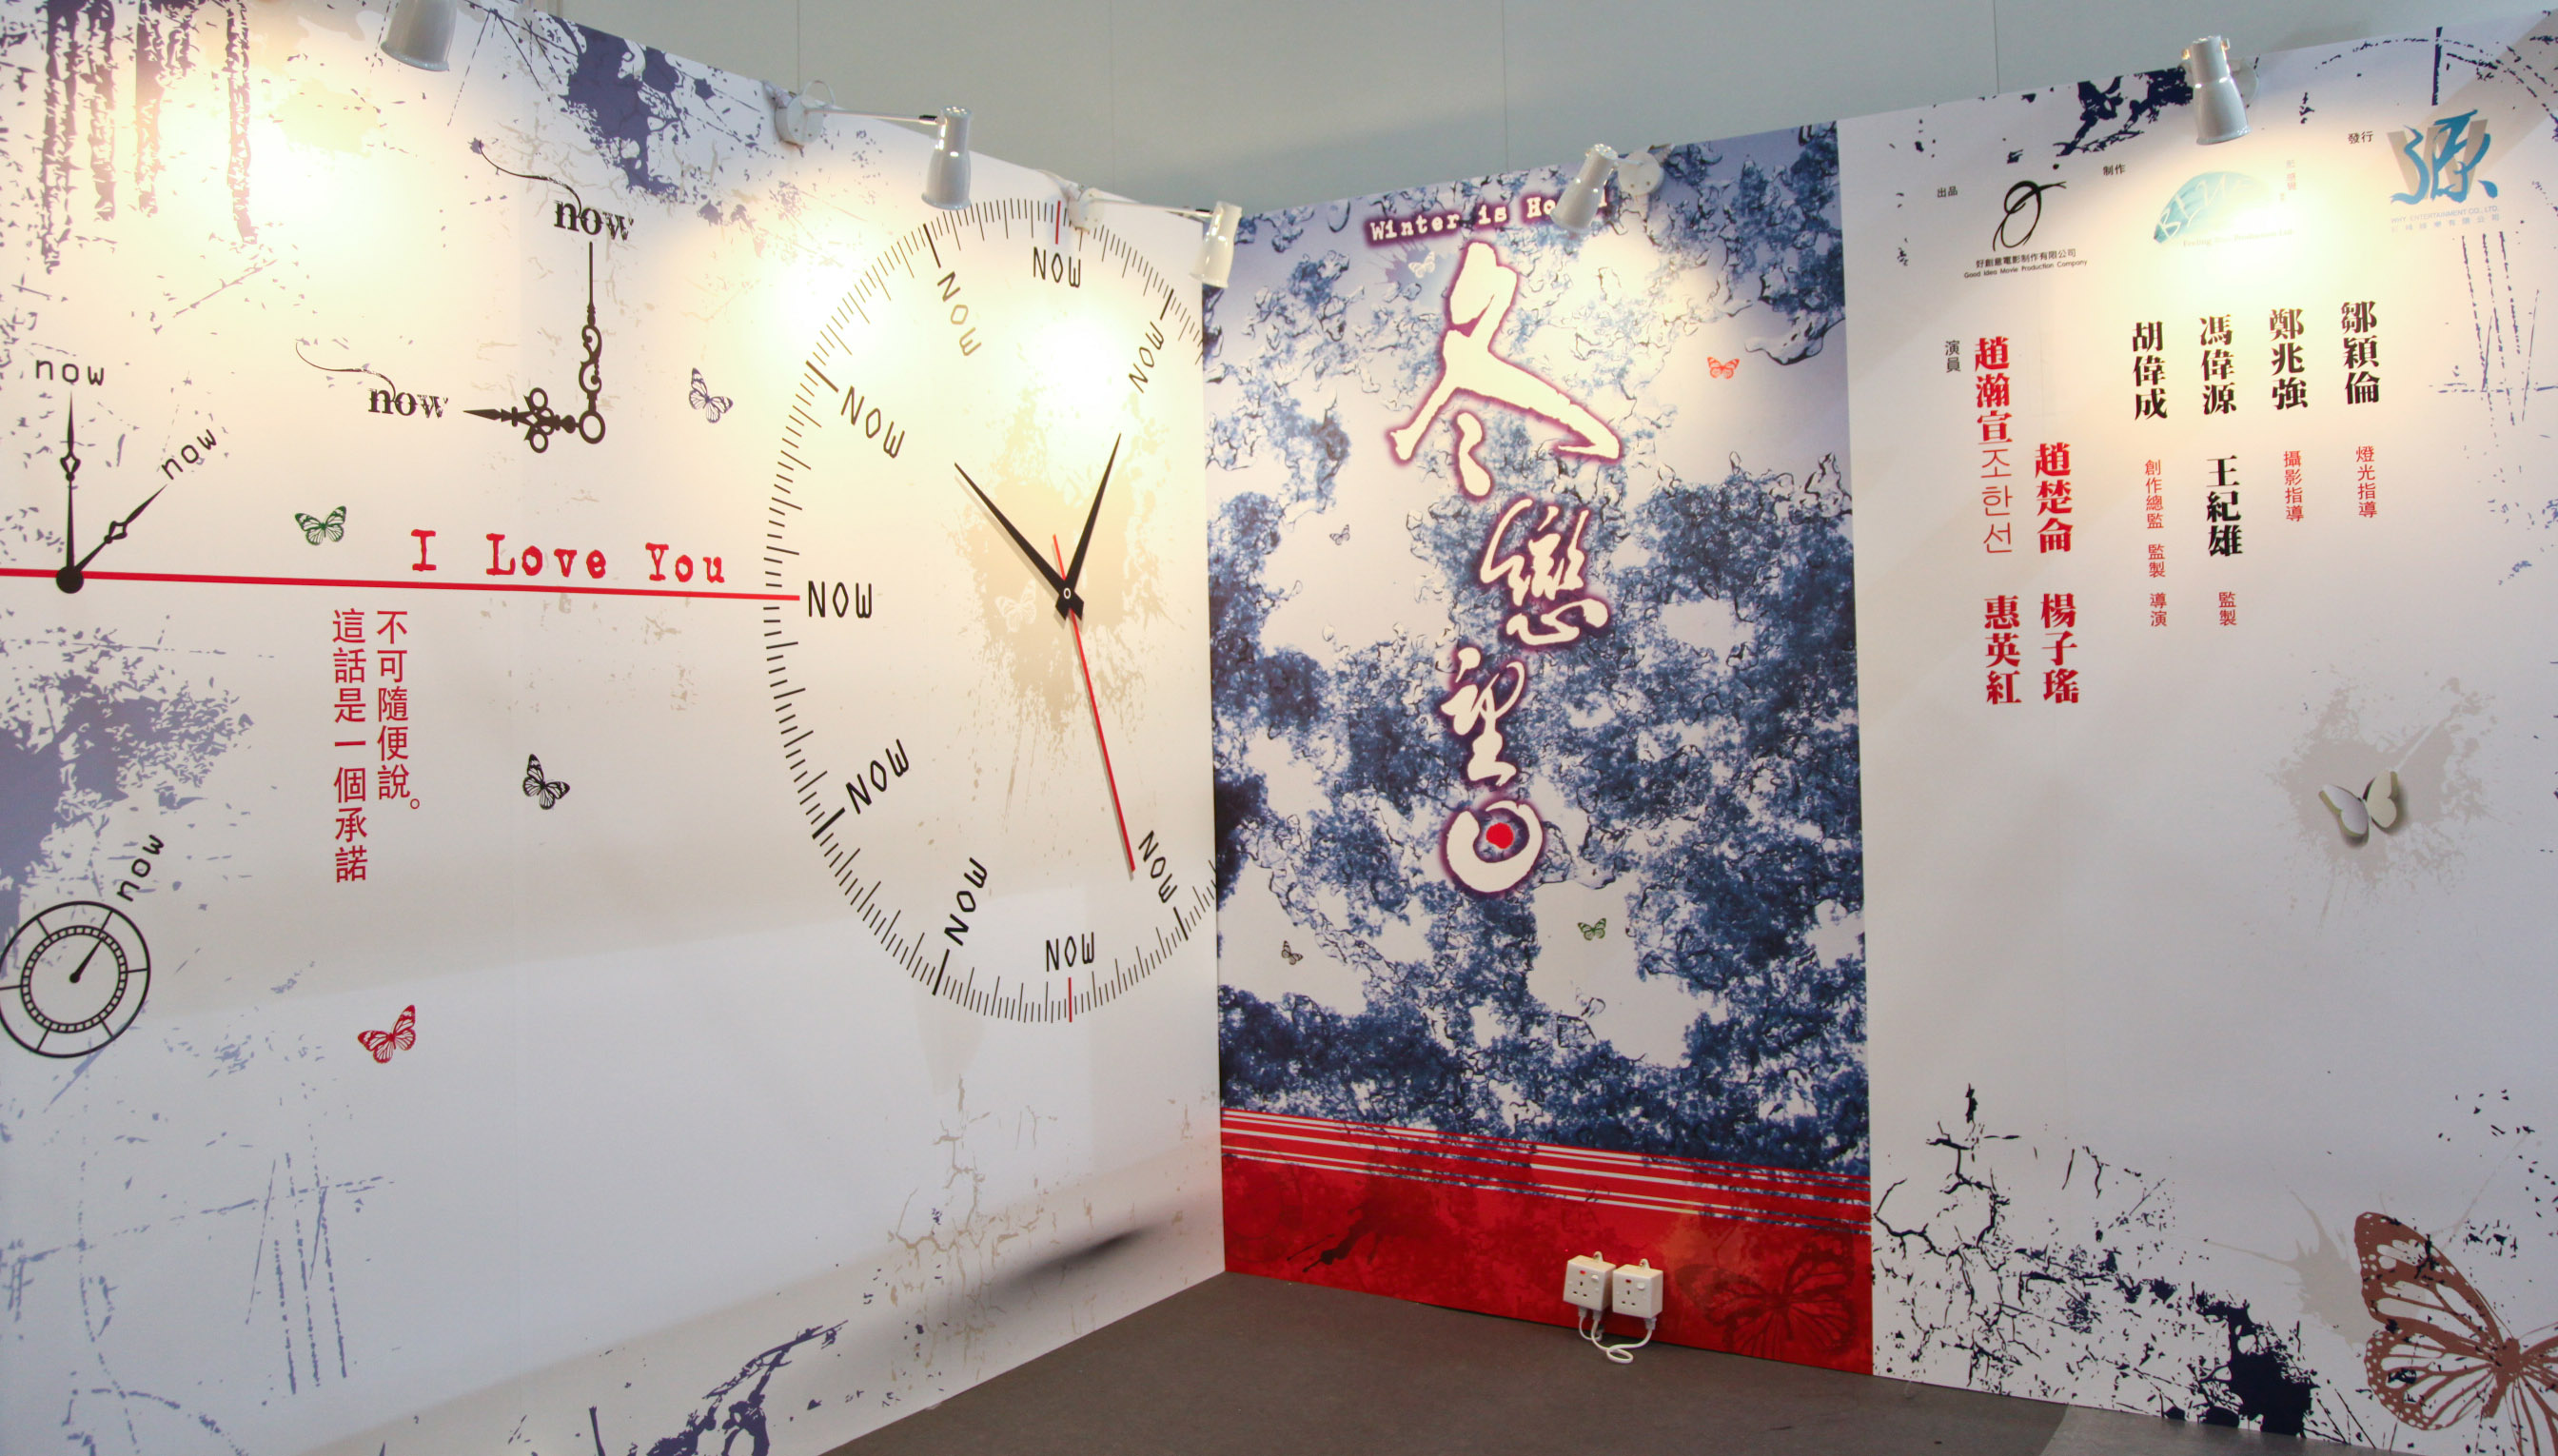 now
now
now
now
now
NOW
NOW
NOW
NOW
NOW
NOW
NOW
NOW
NOW
I Love You
不可隨便說。
這話是一個承諾
Winter is
冬戀聖日
出品
好創意電影制作有限公司
Good Idea Movie Production Company
制作
發行
源
演員
趙瀚宣 조한선
趙楚侖
惠英紅
楊子瑤
胡偉成
創作總監 監製 導演
馮偉源 王紀雄
監製
鄭兆強
攝影指導
鄒穎倫
燈光指導